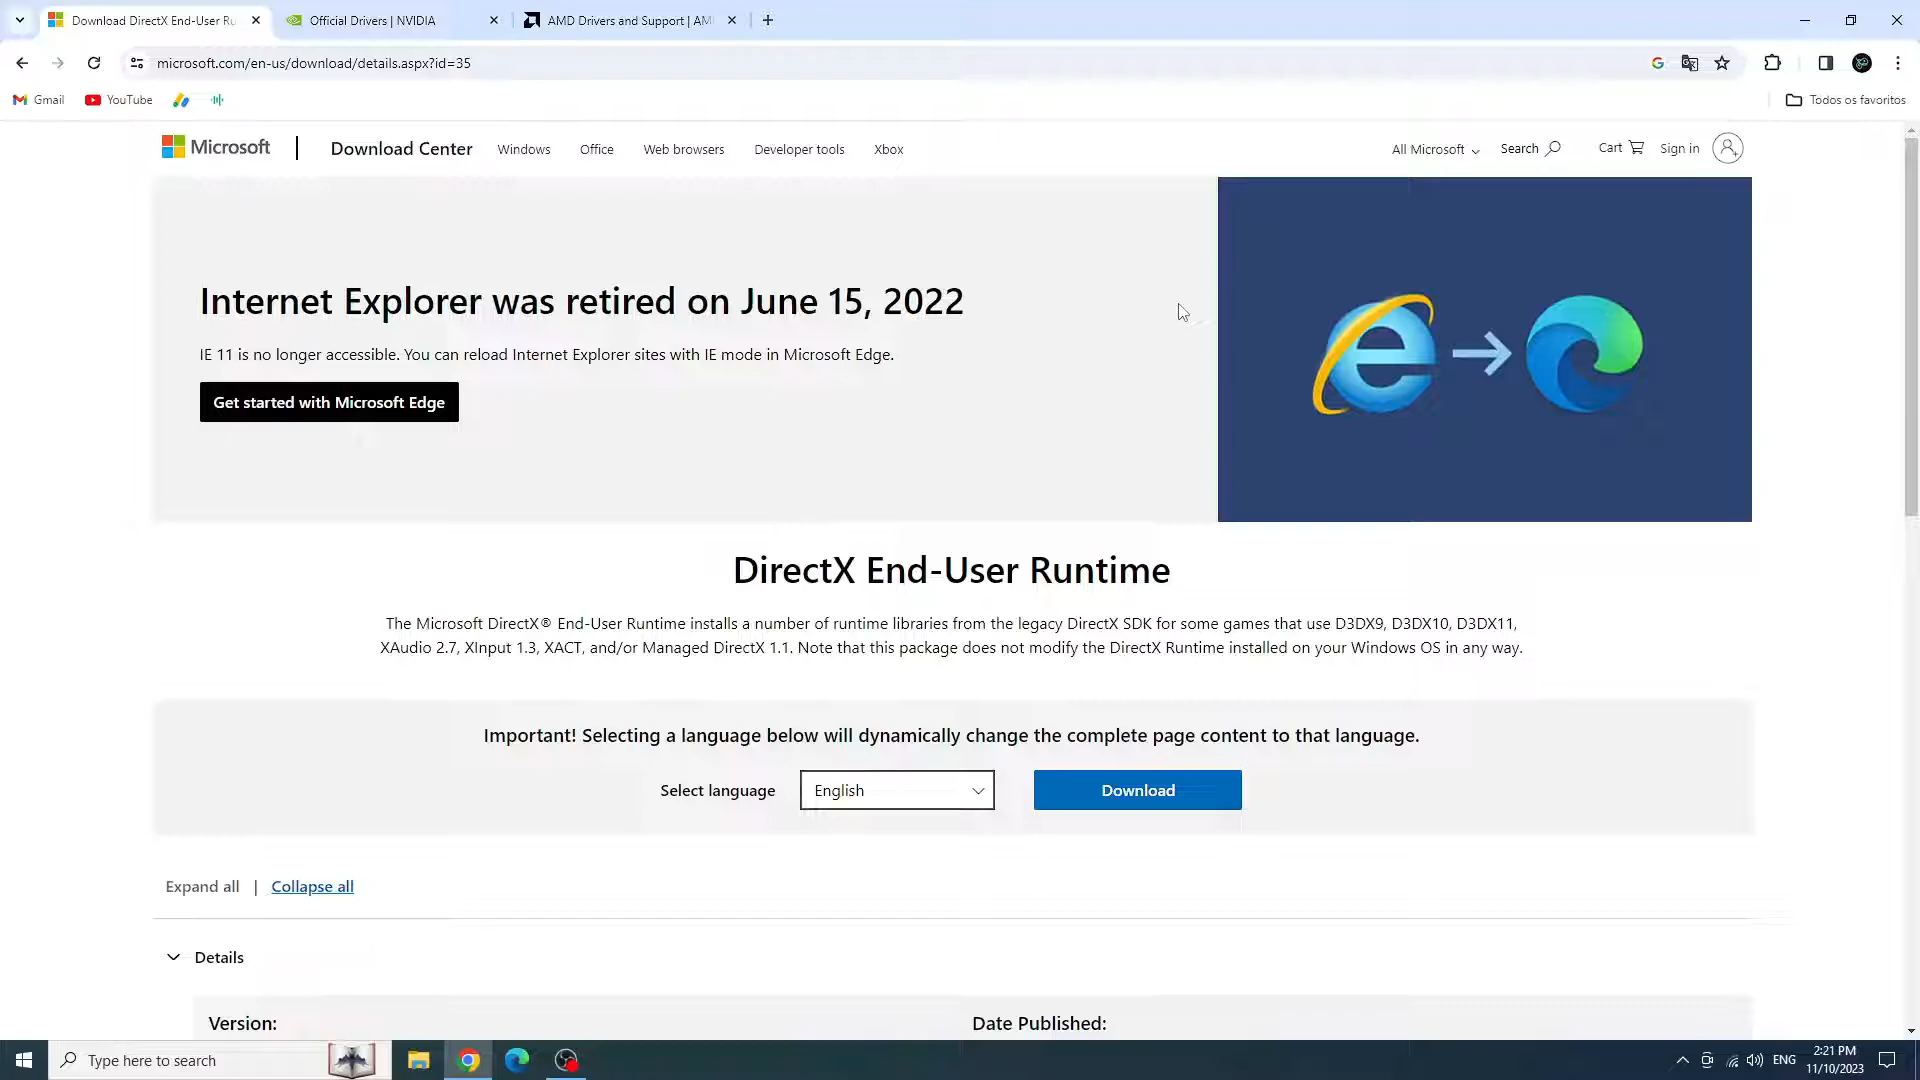 Download DirectX End-User Ru
Official Drivers | NVIDIA
AMD Drivers and Support | AM
microsoft.com/en-us/download/details.aspx?id=35
Gmail
YouTube
Todos os favoritos
Microsoft
Download Center
Windows
Office
Web browsers
Developer tools
Xbox
All Microsoft
Search
Cart
Sign in
Internet Explorer was retired on June 15, 2022
IE 11 is no longer accessible. You can reload Internet Explorer sites with IE mode in Microsoft Edge.
Get started with Microsoft Edge
DirectX End-User Runtime
The Microsoft DirectX® End-User Runtime installs a number of runtime libraries from the legacy DirectX SDK for some games that use D3DX9, D3DX10, D3DX11,
XAudio 2.7, XInput 1.3, XACT, and/or Managed DirectX 1.1. Note that this package does not modify the DirectX Runtime installed on your Windows OS in any way.
Important! Selecting a language below will dynamically change the complete page content to that language.
Select language
English
Download
Expand all | Collapse all
Details
Version:
Date Published:
Type here to search
ENG
2:21 PM
11/10/2023